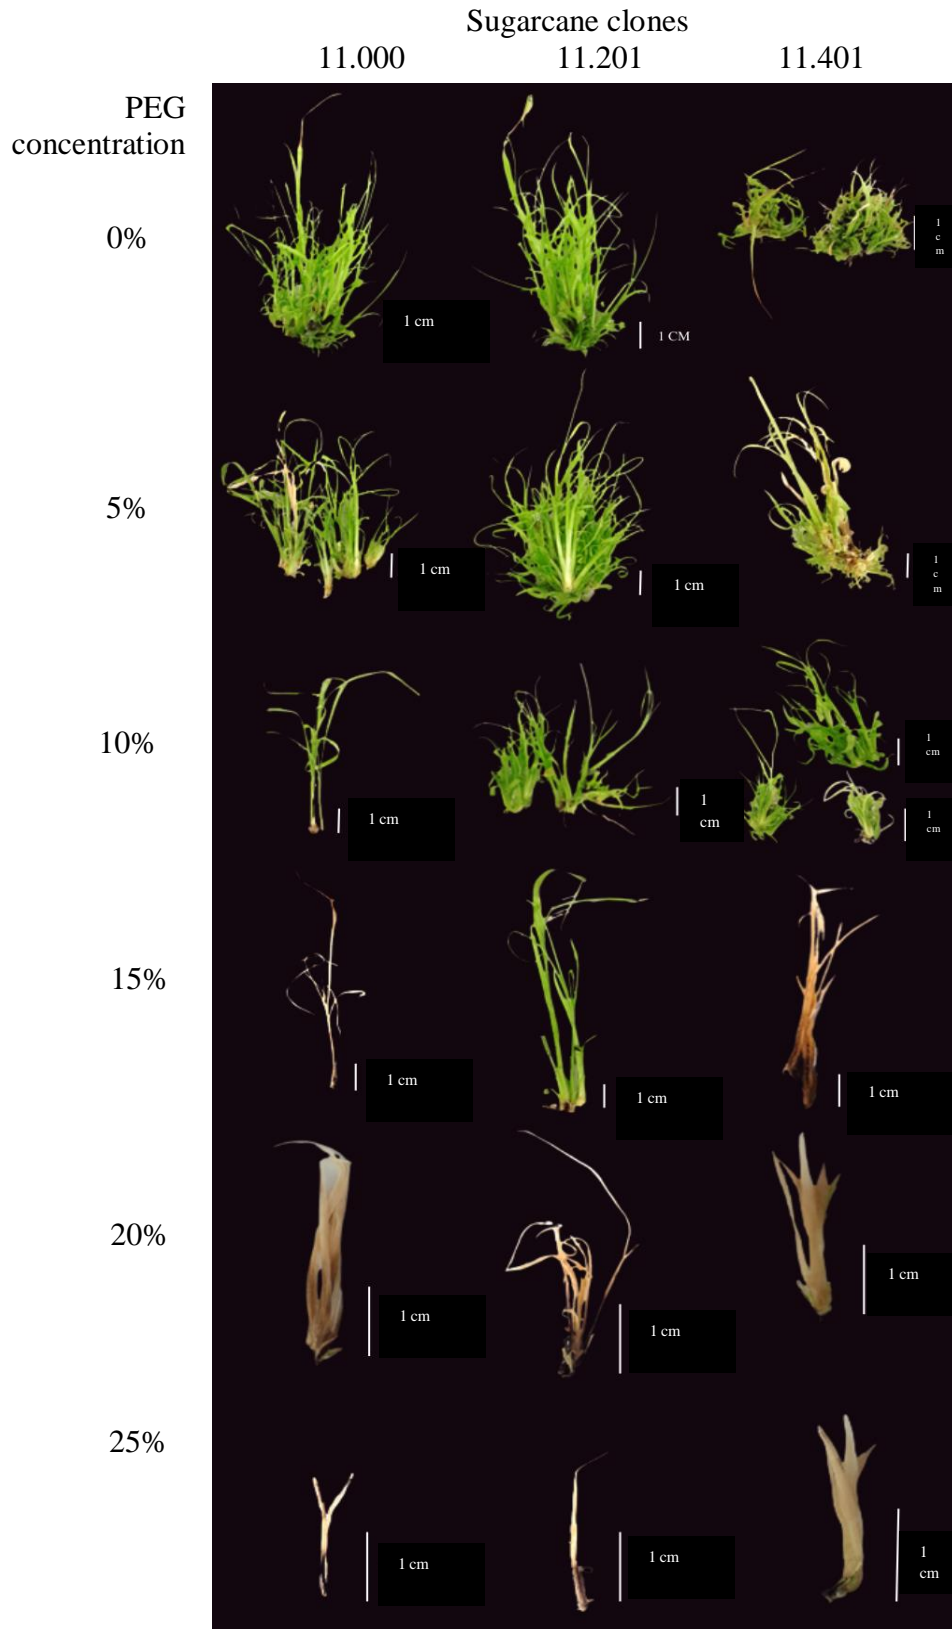 Sugarcane clones
11.000 11.201 11.401
PEG
concentration
0%
1
c
m
1 cm
1 CM
5%
1 cm
1 cm
1
c
m
10%
1 cm
1
cm
1
cm
1
cm
15%
1 cm
1 cm
1 cm
20%
1 cm
1 cm
1 cm
25%
1 cm
1 cm
1
cm